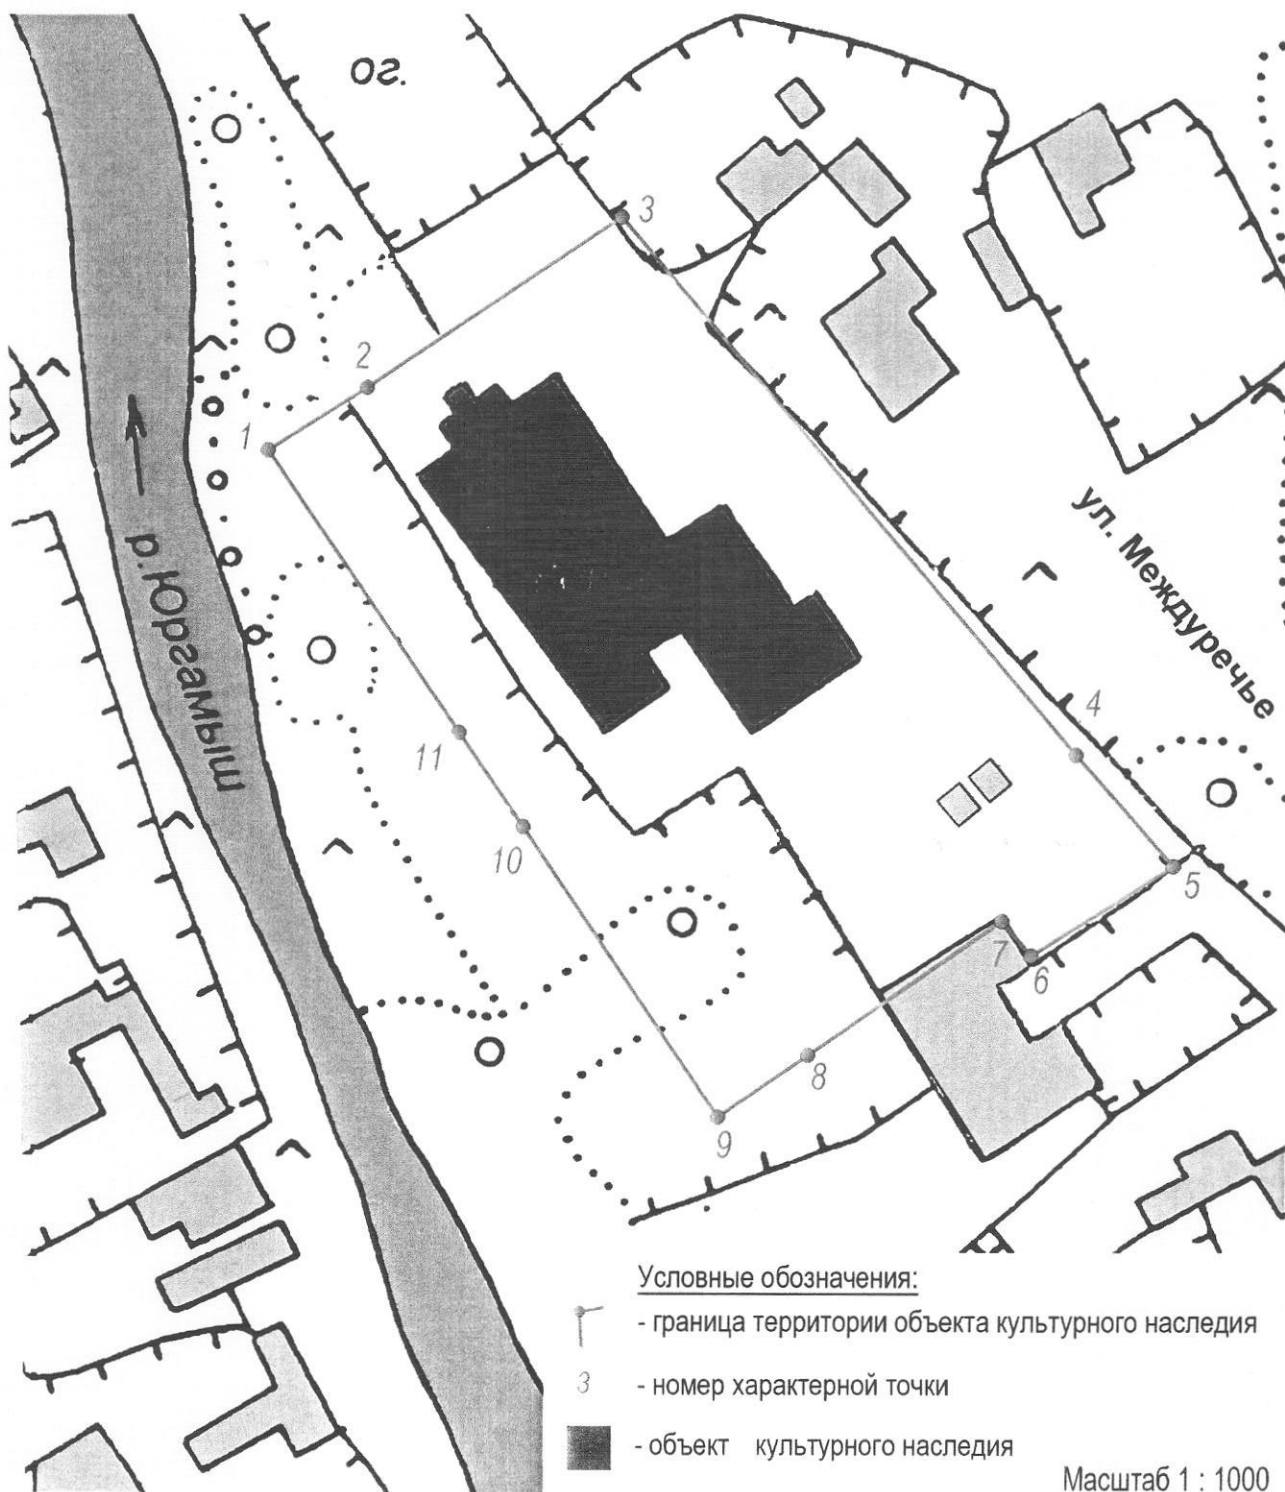 ог.
3
2
1
р.Юргамыш
ул. Междуречье
4
11
10
5
7
6
8
9
Условные обозначения:
- граница территории объекта культурного наследия
3 - номер характерной точки
- объект культурного наследия
Масштаб 1 : 1000